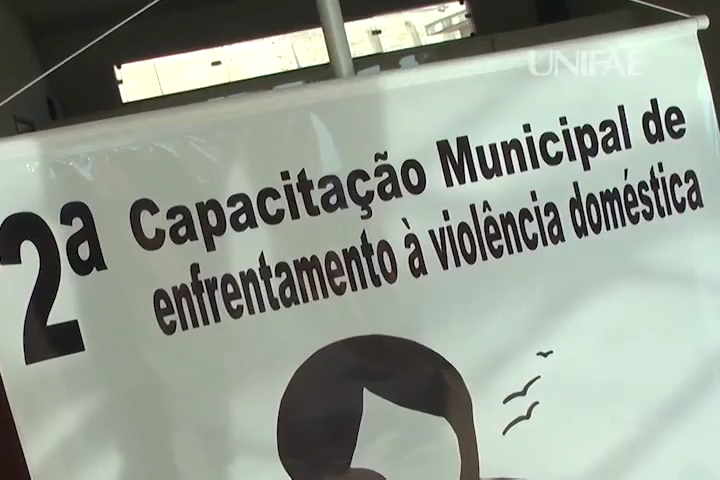 UNIFAE
2ª Capacitação Municipal de
enfrentamento à violência doméstica